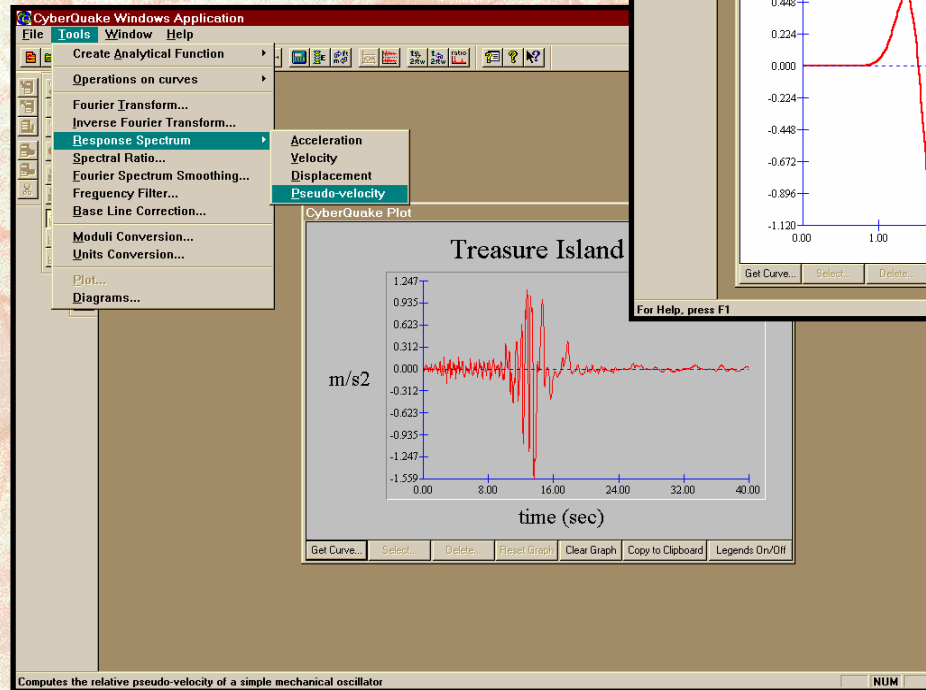 CyberQuake Windows Application
File Tools Window Help
Create Analytical Function
Operations on curves
Fourier Transform...
Inverse Fourier Transform...
Response Spectrum
Spectral Ratio...
Fourier Spectrum Smoothing...
Frequency Filter...
Base Line Correction...
Moduli Conversion...
Units Conversion...
Plot...
Diagrams...
Acceleration
Velocity
Displacement
Pseudo-velocity
CyberQuake Plot
Treasure Island
1.247
0.935
0.623
0.312
0.000
-0.312
-0.623
-0.935
-1.247
-1.559
m/s2
0.00 8.00 16.00 24.00 32.00 40.00
time (sec)
Get Curve... Select... Delete... Reset Graph Clear Graph Copy to Clipboard Legends On/Off
Computes the relative pseudo-velocity of a simple mechanical oscillator NUM
0.448
0.224
0.000
-0.224
-0.448
-0.672
-0.896
-1.120
0.00 1.00
Get Curve... Select... Delete...
For Help, press F1